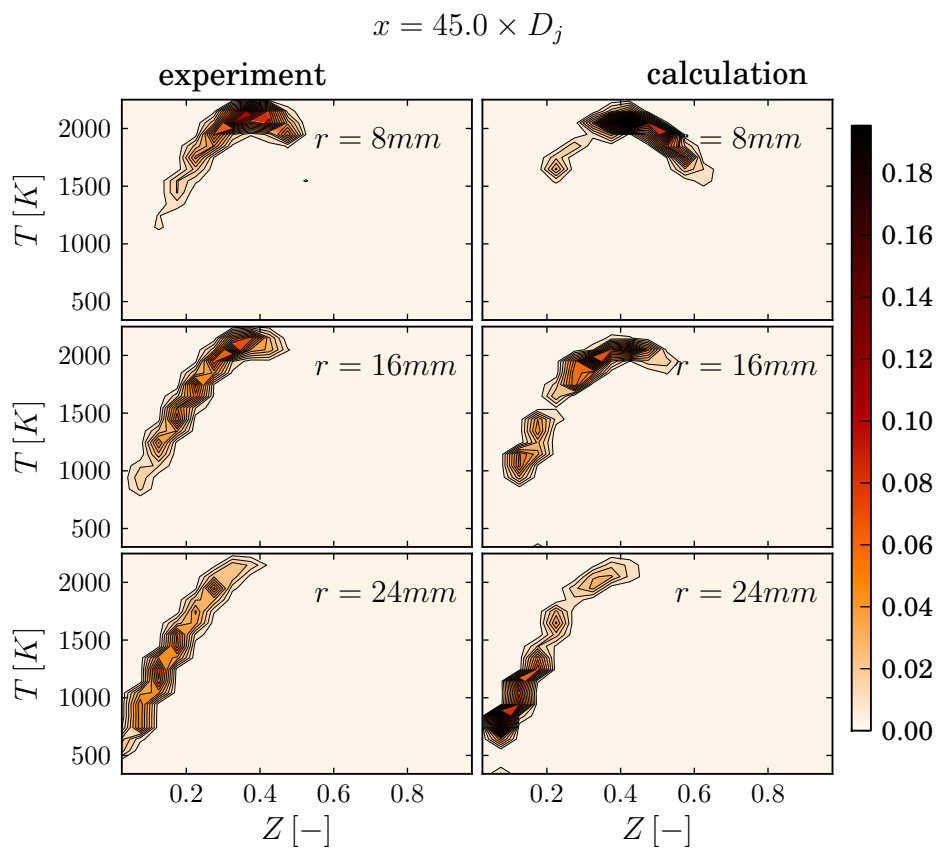 x = 45.0 × D_j
experiment calculation
2000
1500
1000
500
T [K]
r = 8mm
r = 8mm
2000
1500
1000
500
T [K]
r = 16mm
r = 16mm
2000
1500
1000
500
T [K]
r = 24mm
r = 24mm
0.2 0.4 0.6 0.8
Z [−]
0.2 0.4 0.6 0.8
Z [−]
0.18
0.16
0.14
0.12
0.10
0.08
0.06
0.04
0.02
0.00